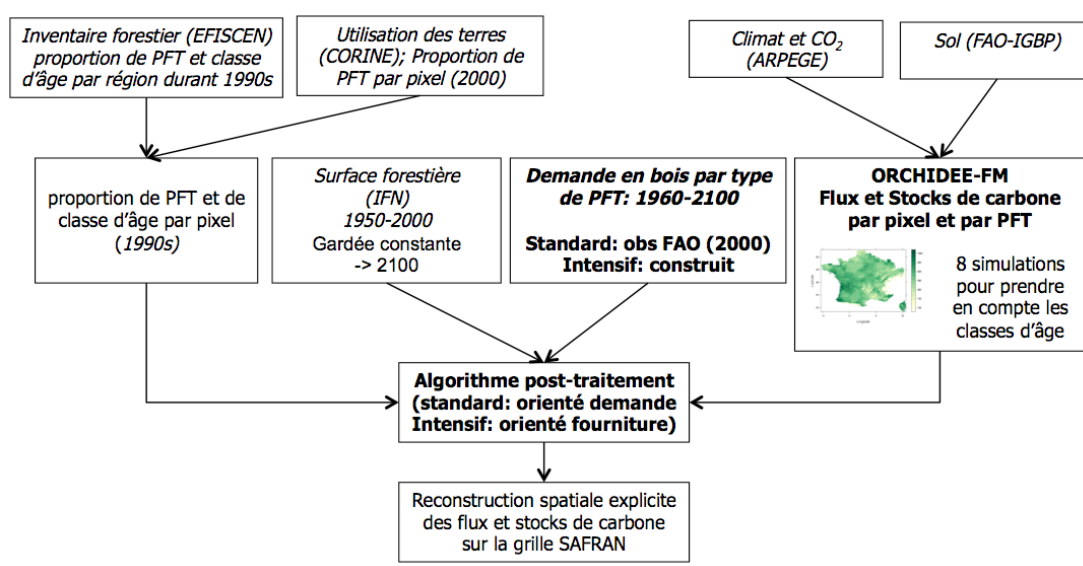 Inventaire forestier (EFISCEN)
proportion de PFT et classe
d'âge par région durant 1990s
Utilisation des terres
(CORINE); Proportion de
PFT par pixel (2000)
Climat et CO2
(ARPEGE)
Sol (FAO-IGBP)
proportion de PFT et de
classe d'âge par pixel
(1990s)
Surface forestière
(IFN)
1950-2000
Gardée constante
-> 2100
Demande en bois par type
de PFT: 1960-2100
Standard: obs FAO (2000)
Intensif: construit
ORCHIDEE-FM
Flux et Stocks de carbone
par pixel et par PFT
8 simulations
pour prendre
en compte les
classes d'âge
Algorithme post-traitement
(standard: orienté demande
Intensif: orienté fourniture)
Reconstruction spatiale explicite
des flux et stocks de carbone
sur la grille SAFRAN